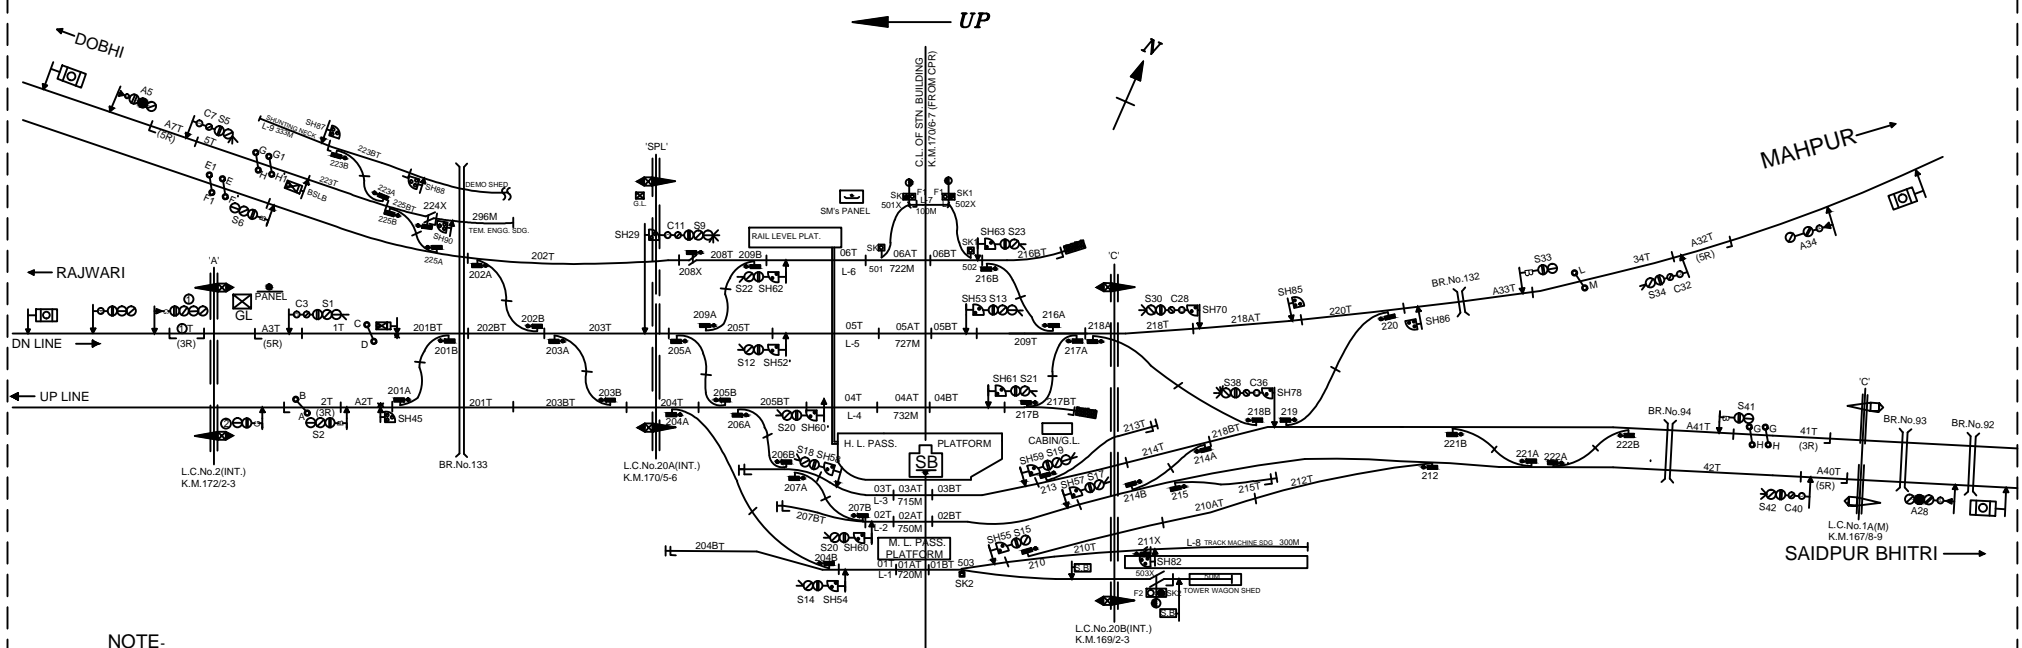 UP
N
DOBHI
A5
A7T
(5R)
C7 S5
5T
SHUNTING NECK
L-9 333M
SH87
223BT
223B
G G1
H H1
E1
E
F1
F
S6
BSLB
223T
223A
225BT
225B
224X
SH88
SH90
225A
DEMO SHED
296M
TEM. ENGG. SDG.
'SPL'
G.L.
SM's PANEL
C.L. OF STN. BUILDING
K.M.170/6-7 (FROM CPR)
SK1
501X
F1
F1
SK1
502X
L-7
100M
MAHPUR
RAJWARI
'A'
PANEL
GL
C3 S1
202A
202T
SH29
C11 S9
208T
208X
209B
RAIL LEVEL PLAT.
S22 SH62
06T
L-6
SK1
501
06AT
722M
06BT
SK1
502
SH63 S23
216B
216BT
'C'
SH85
BR.No.132
S33
L
M
34T
A32T
(5R)
A34
S34 C32
A33T
DN LINE
1T
(3R)
A3T
(5R)
1T
C
D
201BT
201B
202BT
202B
203A
203T
205A
209A
205T
S12 SH52'
05T
L-5
05AT
727M
05BT
SH53 S13
209T
216A
218A
217A
S30 C28
SH70
218T
218AT
220T
220
SH86
UP LINE
B
A
2T
(3R)
S2
A2T
201A
SH45
201T
203BT
203B
204T
204A
205B
206A
205BT
S20 SH60'
04T
L-4
04AT
732M
04BT
SH61 S21
217B
217BT
S38 C36
SH78
218B
219
L.C.No.2(INT.)
K.M.172/2-3
BR.No.133
L.C.No.20A(INT.)
K.M.170/5-6
H. L. PASS. PLATFORM
SB
CABIN/G.L.
213T
214T
218BT
214A
206B
S18 SH58
207A
03T
L-3
03AT
715M
03BT
SH59 S19
213
SH57 S17
214B
215
215T
212T
212
221B
221A
222A
222B
BR.No.94
A41T
S41
G G
H H
41T
(3R)
42T
A40T
(5R)
'C'
BR.No.93
BR.No.92
207BT
207B
02T
L-2
02AT
750M
02BT
210AT
S42 C40
A28
L.C.No.1A(M)
K.M.167/8-9
SAIDPUR BHITRI
204BT
204B
S20 SH60
M. L. PASS.
PLATFORM
01T
L-1
01AT
720M
01BT
503
SK2
SH55 S15
210
210T
211X
L-8 TRACK MACHINE SDG 300M
SH82
S.B
503X
50M
TOWER WAGON SHED
F2
SK2
S.B
S14 SH54
L.C.No.20B(INT.)
K.M.169/2-3
NOTE-